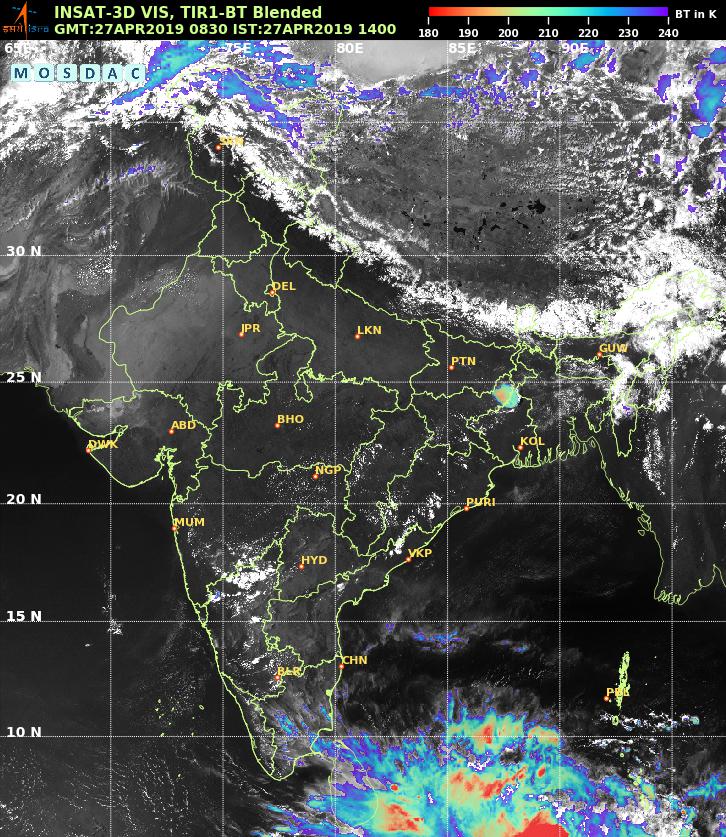 INSAT-3D VIS, TIR1-BT Blended
GMT:27APR2019 0830 IST:27APR2019 1400
180 190 200 210 220 230 240
BT in K
75E 80E 85E 90E
M O S D A C
30 N
DEL
JPR
LKN
GUW
PTN
25 N
ABD
BHO
DWK
KOL
NGP
20 N
PURI
MUM
VKP
HYD
15 N
CHN
BLR
10 N